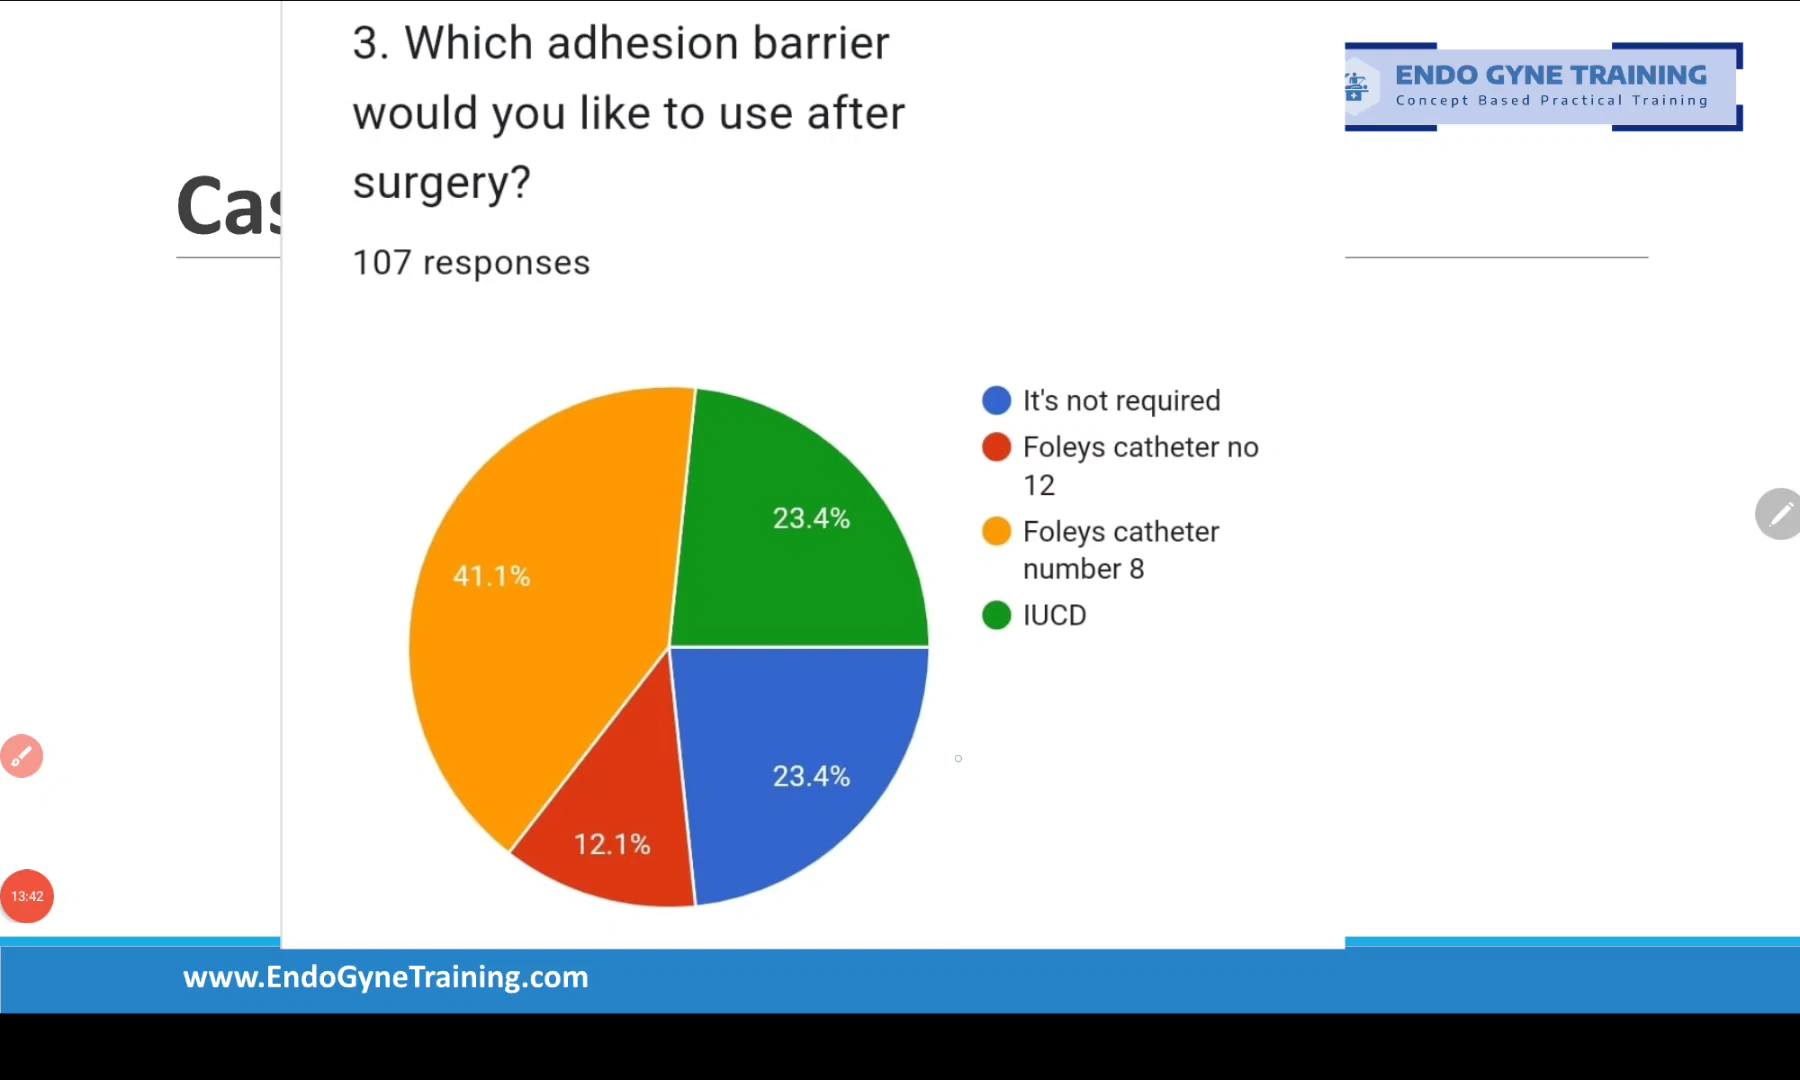 3. Which adhesion barrier
would you like to use after
surgery?
107 responses
ENDO GYNE TRAINING
Concept Based Practical Training
Cas
It's not required
Foleys catheter no
12
Foleys catheter
number 8
IUCD
23.4%
41.1%
23.4%
12.1%
13:42
www.EndoGyneTraining.com